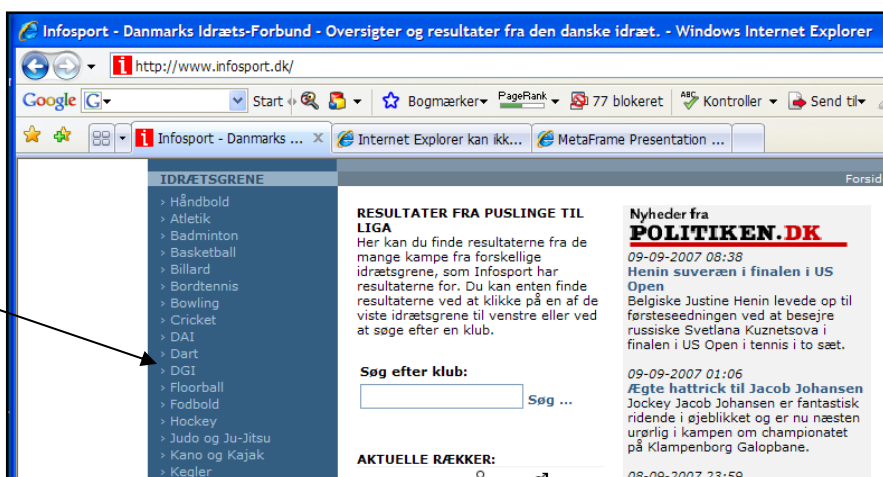 Infosport - Danmarks Idræts-Forbund - Oversigter og resultater fra den danske idræt. - Windows Internet Explorer
http://www.infosport.dk/
Google G Start Bogmærker PageRank 77 blokeret ABC Kontroller Send til
Infosport - Danmarks ... X Internet Explorer kan ikk... MetaFrame Presentation ...
IDRÆTSGRENE
Forsid
› Håndbold
› Atletik
› Badminton
› Basketball
› Billard
› Bordtennis
› Bowling
› Cricket
› DAI
› Dart
› DGI
› Floorball
› Fodbold
› Hockey
› Judo og Ju-Jitsu
› Kano og Kajak
› Kegler
RESULTATER FRA PUSLINGE TIL
LIGA
Her kan du finde resultaterne fra de
mange kampe fra forskellige
idrætsgrene, som Infosport har
resultaterne for. Du kan enten finde
resultaterne ved at klikke på en af de
viste idrætsgrene til venstre eller ved
at søge efter en klub.
Søg efter klub:
Søg ...
AKTUELLE RÆKKER:
Nyheder fra
POLITIKEN.DK
09-09-2007 08:38
Henin suveræn i finalen i US
Open
Belgiske Justine Henin levede op til
førsteseedningen ved at besejre
russiske Svetlana Kuznetsova i
finalen i US Open i tennis i to sæt.
09-09-2007 01:06
Ægte hattrick til Jacob Johansen
Jockey Jacob Johansen er fantastisk
ridende i øjeblikket og er nu næsten
urørlig i kampen om championatet
på Klampenborg Galopbane.
08-09-2007 23:59